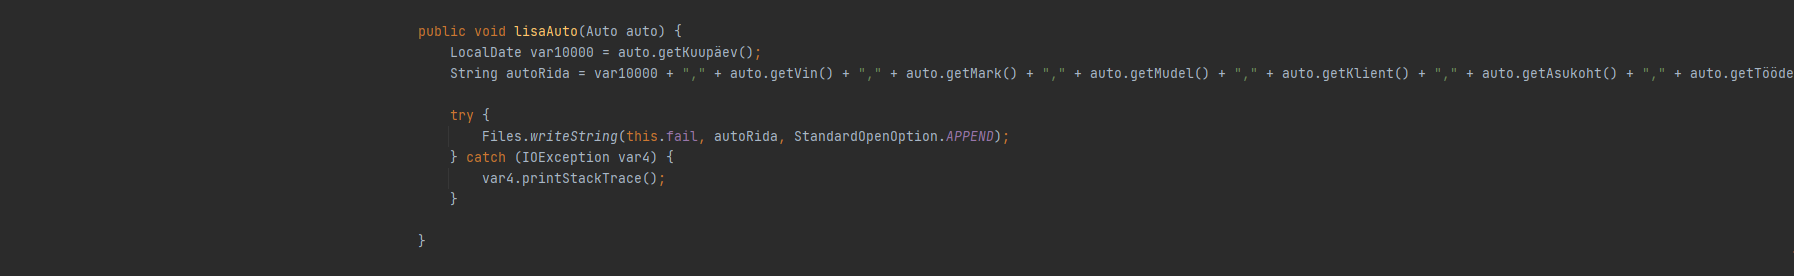 public void lisaAuto(Auto auto) {
LocalDate var10000 = auto.getKuupäev();
String autoRida = var10000 + "," + auto.getVin() + "," + auto.getMark() + "," + auto.getMudel() + "," + auto.getKlient() + "," + auto.getAsukoht() + "," + auto.getTööde
try {
Files.writeString(this.fail, autoRida, StandardOpenOption.APPEND);
} catch (IOException var4) {
var4.printStackTrace();
}
}